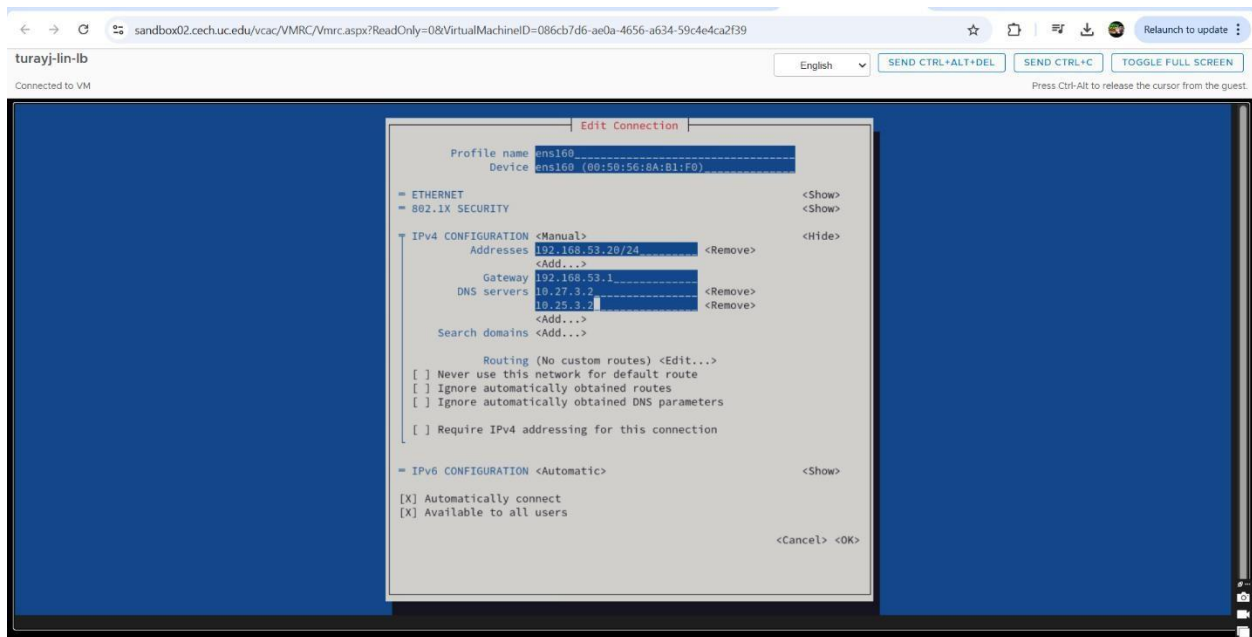 sandbox02.cech.uc.edu/vcac/VMRC/Vmrc.aspx?ReadOnly=0&VirtualMachineID=086cb7d6-ae0a-4656-a634-59c4e4ca2f39 Relaunch to update
turayj-lin-lb English SEND CTRL+ALT+DEL SEND CTRL+C TOGGLE FULL SCREEN
Connected to VM Press Ctrl-Alt to release the cursor from the guest.
Edit Connection
Profile name ens160
Device ens160 (00:50:56:8A:B1:F0)
= ETHERNET <Show>
= 802.1X SECURITY <Show>
IPv4 CONFIGURATION <Manual> <Hide>
Addresses 192.168.53.20/24 <Remove>
<Add...>
Gateway 192.168.53.1
DNS servers 10.27.3.2 <Remove>
10.25.3.2 <Remove>
<Add...>
Search domains <Add...>
Routing (No custom routes) <Edit...>
[ ] Never use this network for default route
[ ] Ignore automatically obtained routes
[ ] Ignore automatically obtained DNS parameters
[ ] Require IPv4 addressing for this connection
= IPv6 CONFIGURATION <Automatic> <Show>
[X] Automatically connect
[X] Available to all users
<Cancel> <OK>